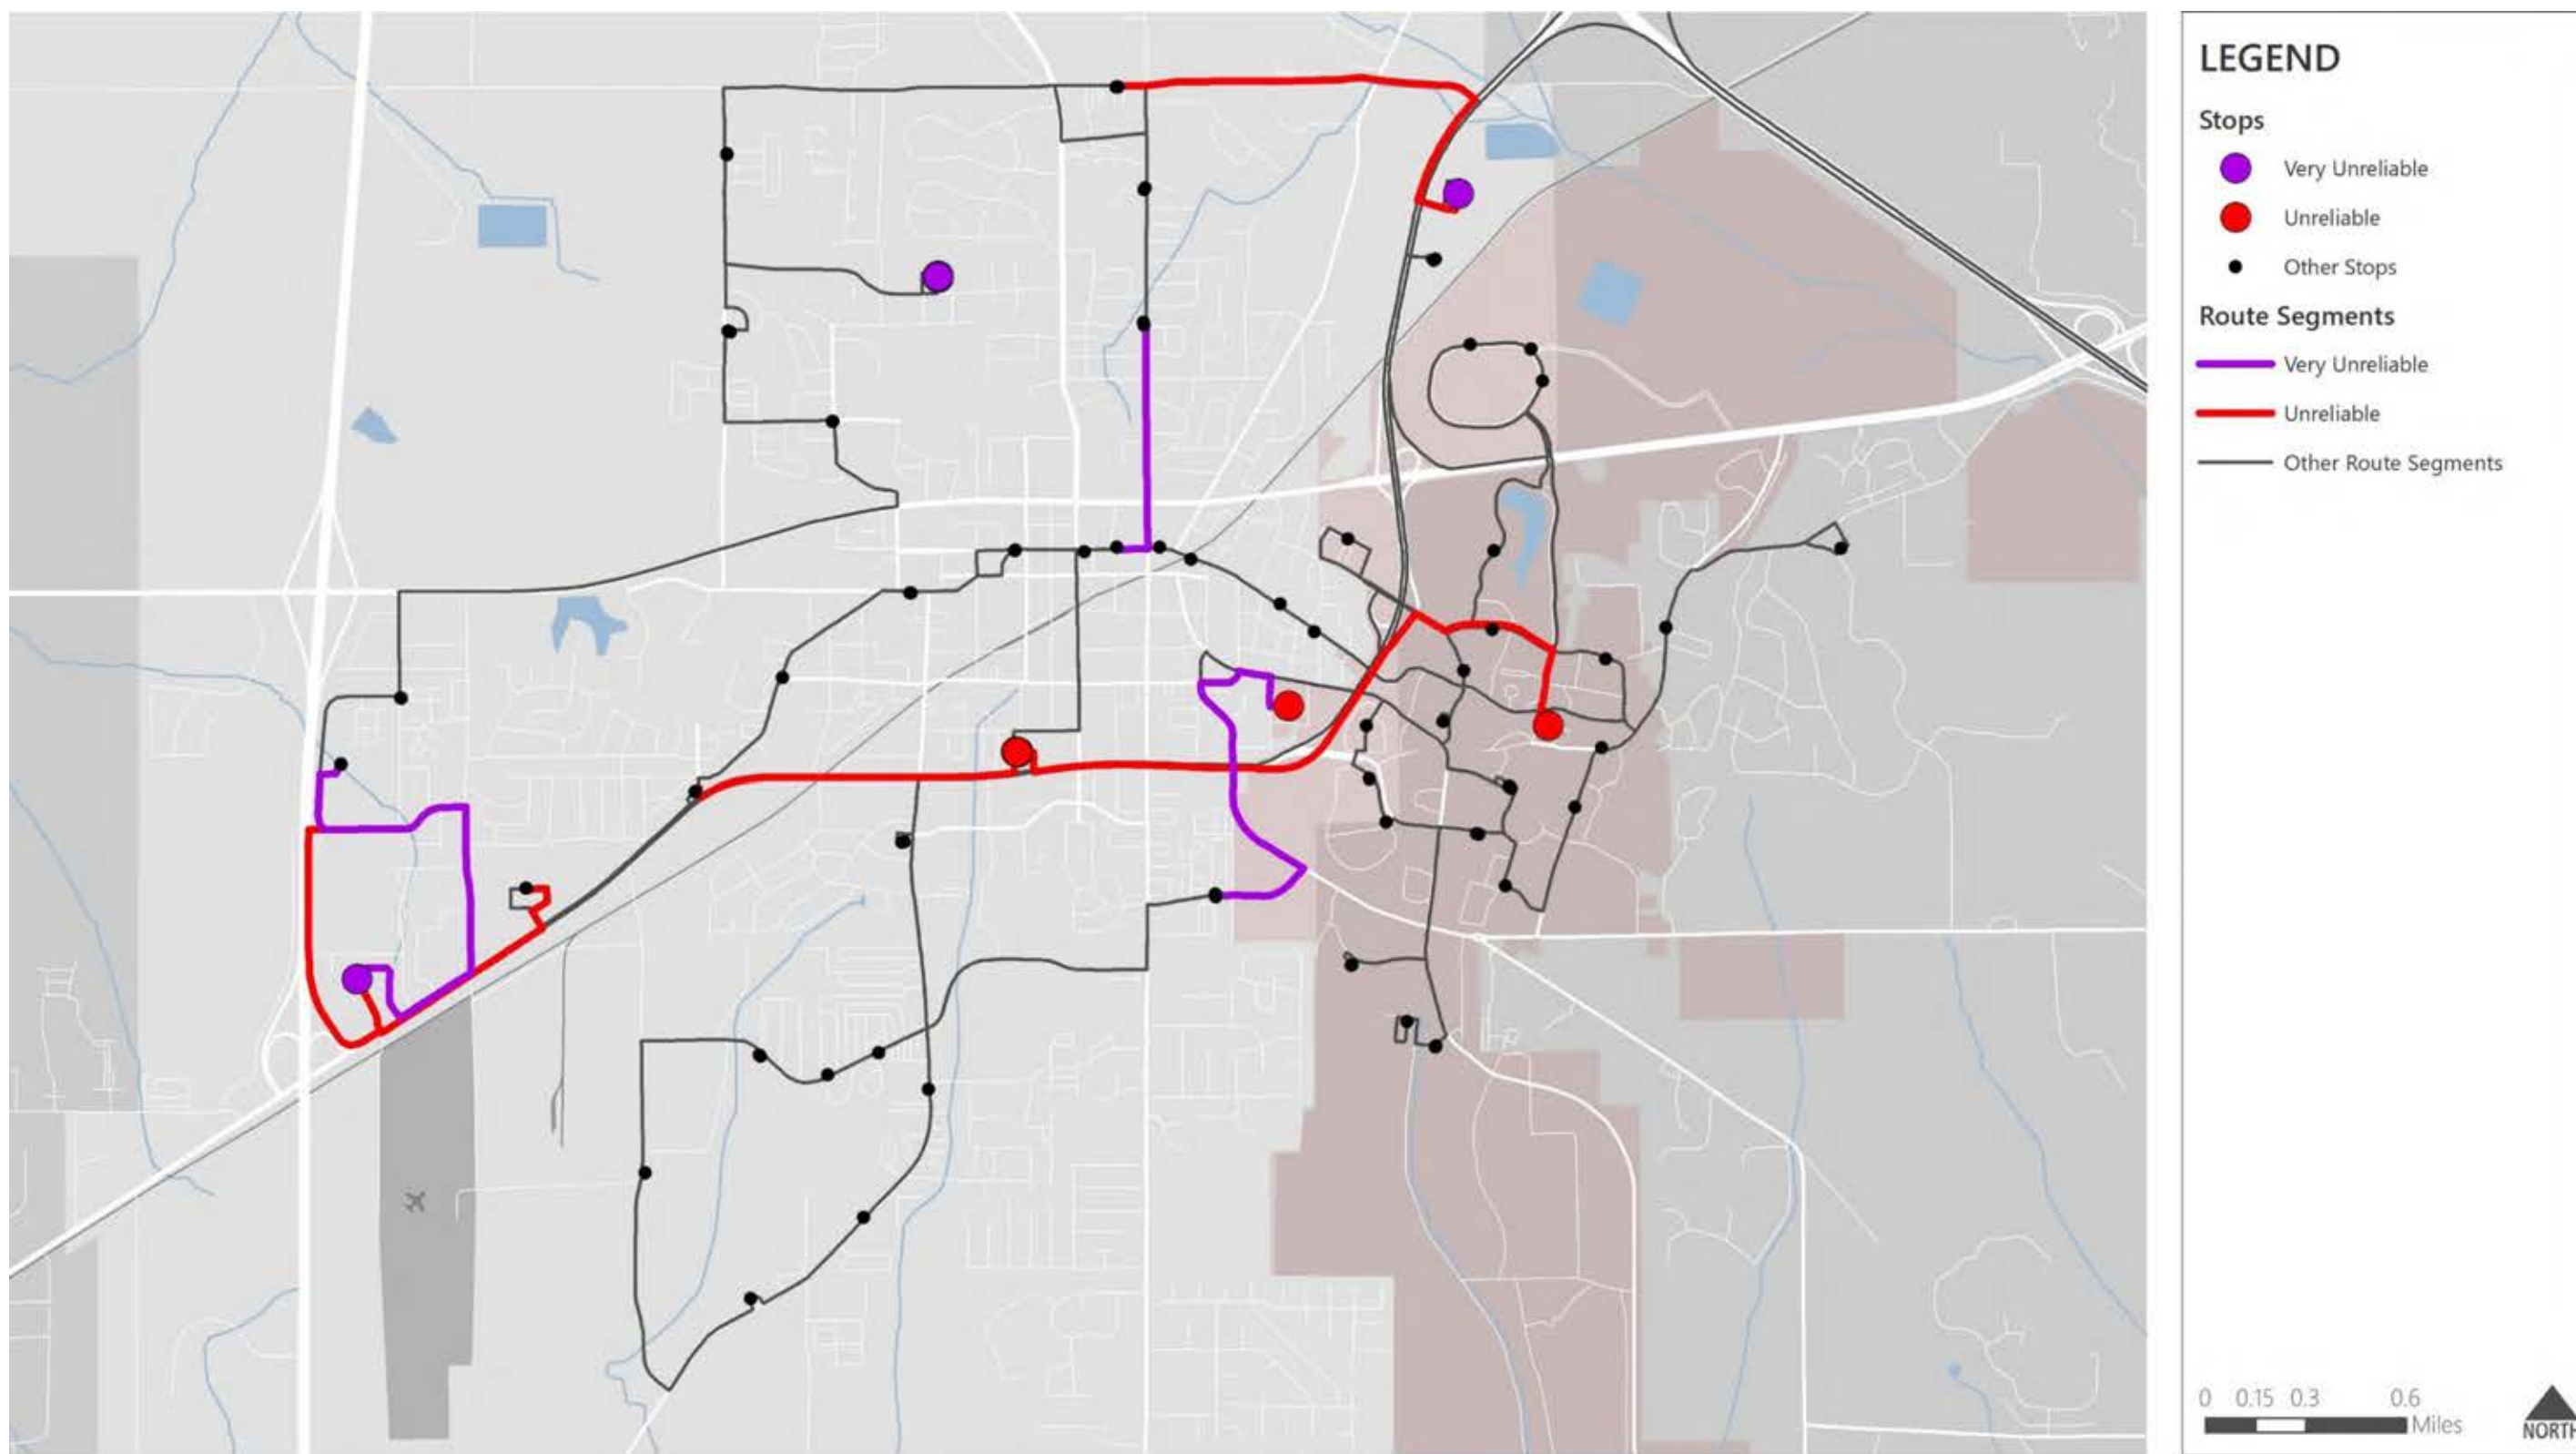 LEGEND
Stops
Very Unreliable
Unreliable
Other Stops
Route Segments
Very Unreliable
Unreliable
Other Route Segments
0 0.15 0.3 0.6
Miles
NORTH